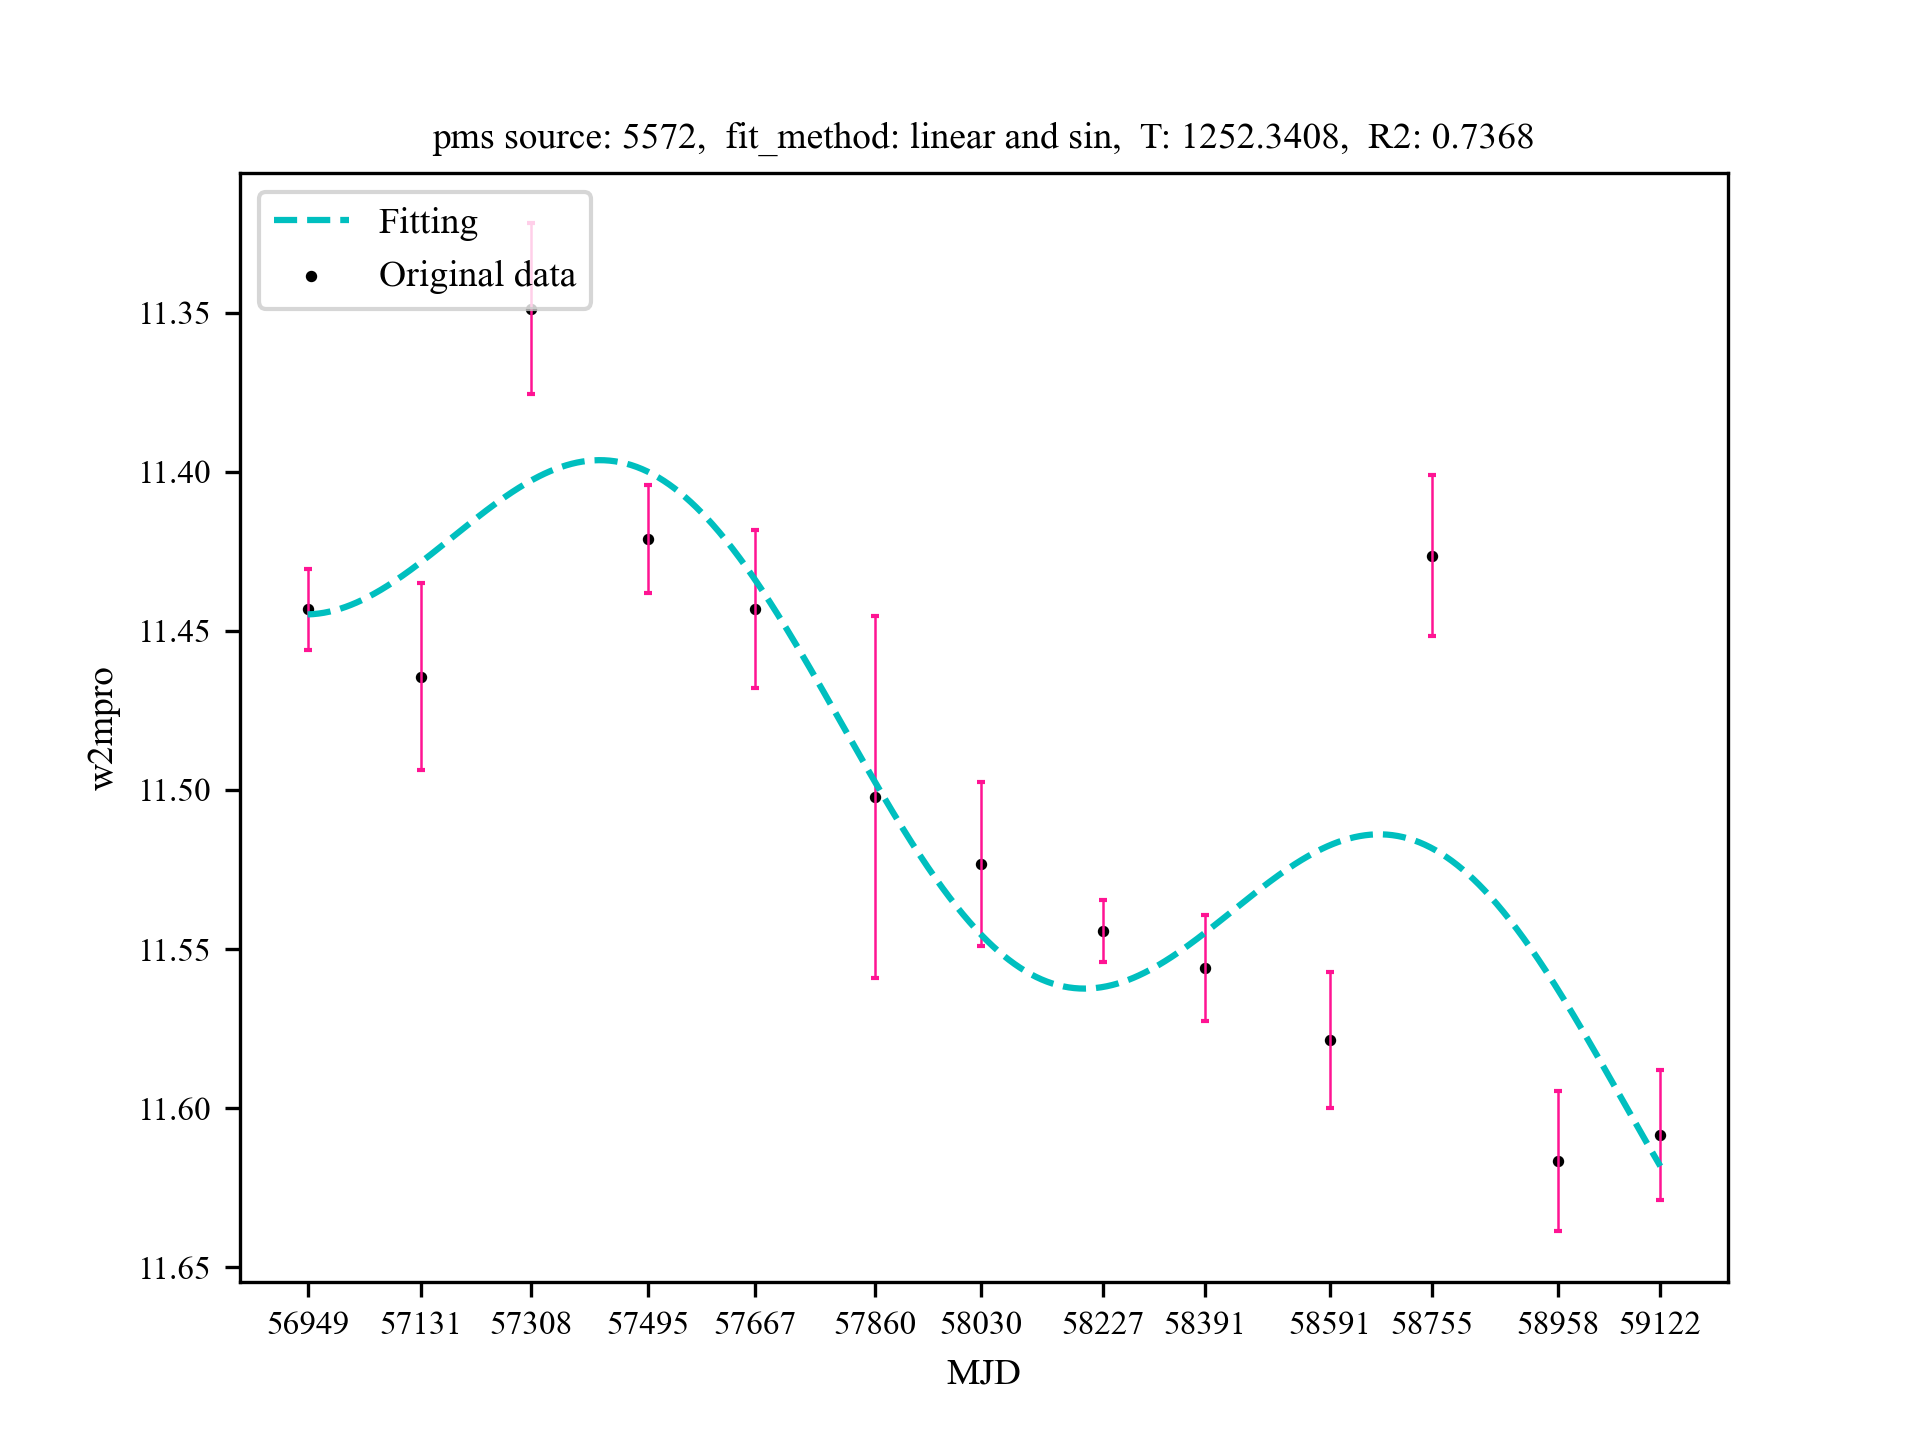 pms source: 5572, fit_method: linear and sin, T: 1252.3408, R2: 0.7368
Fitting
Original data
11.35
11.40
11.45
11.50
11.55
11.60
11.65
w2mpro
56949 57131 57308 57495 57667 57860 58030 58227 58391 58591 58755 58958 59122
MJD